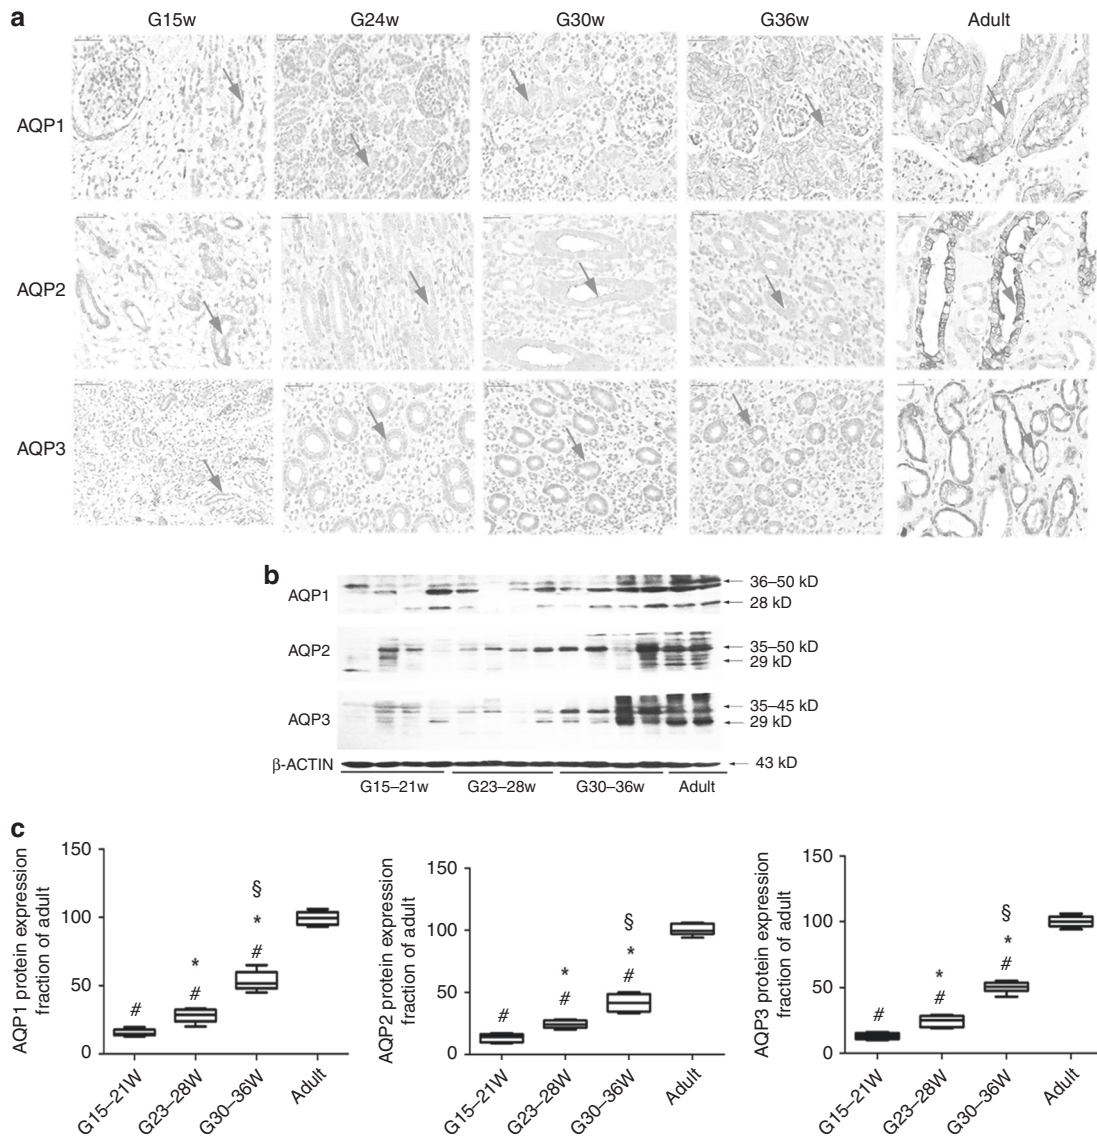 a
G15w G24w G30w G36w Adult
AQP1
AQP2
AQP3
b
AQP1
36–50 kD
28 kD
AQP2
35–50 kD
29 kD
AQP3
35–45 kD
29 kD
β-ACTIN
43 kD
G15–21w G23–28w G30–36w Adult
c
AQP1 protein expression
fraction of adult
150
100
50
0
#
*
#
§
*
#
G15–21W G23–28W G30–36W Adult
AQP2 protein expression
fraction of adult
150
100
50
0
#
*
#
§
*
#
G15–21W G23–28W G30–36W Adult
AQP3 protein expression
fraction of adult
150
100
50
0
#
*
#
§
*
#
G15–21W G23–28W G30–36W Adult